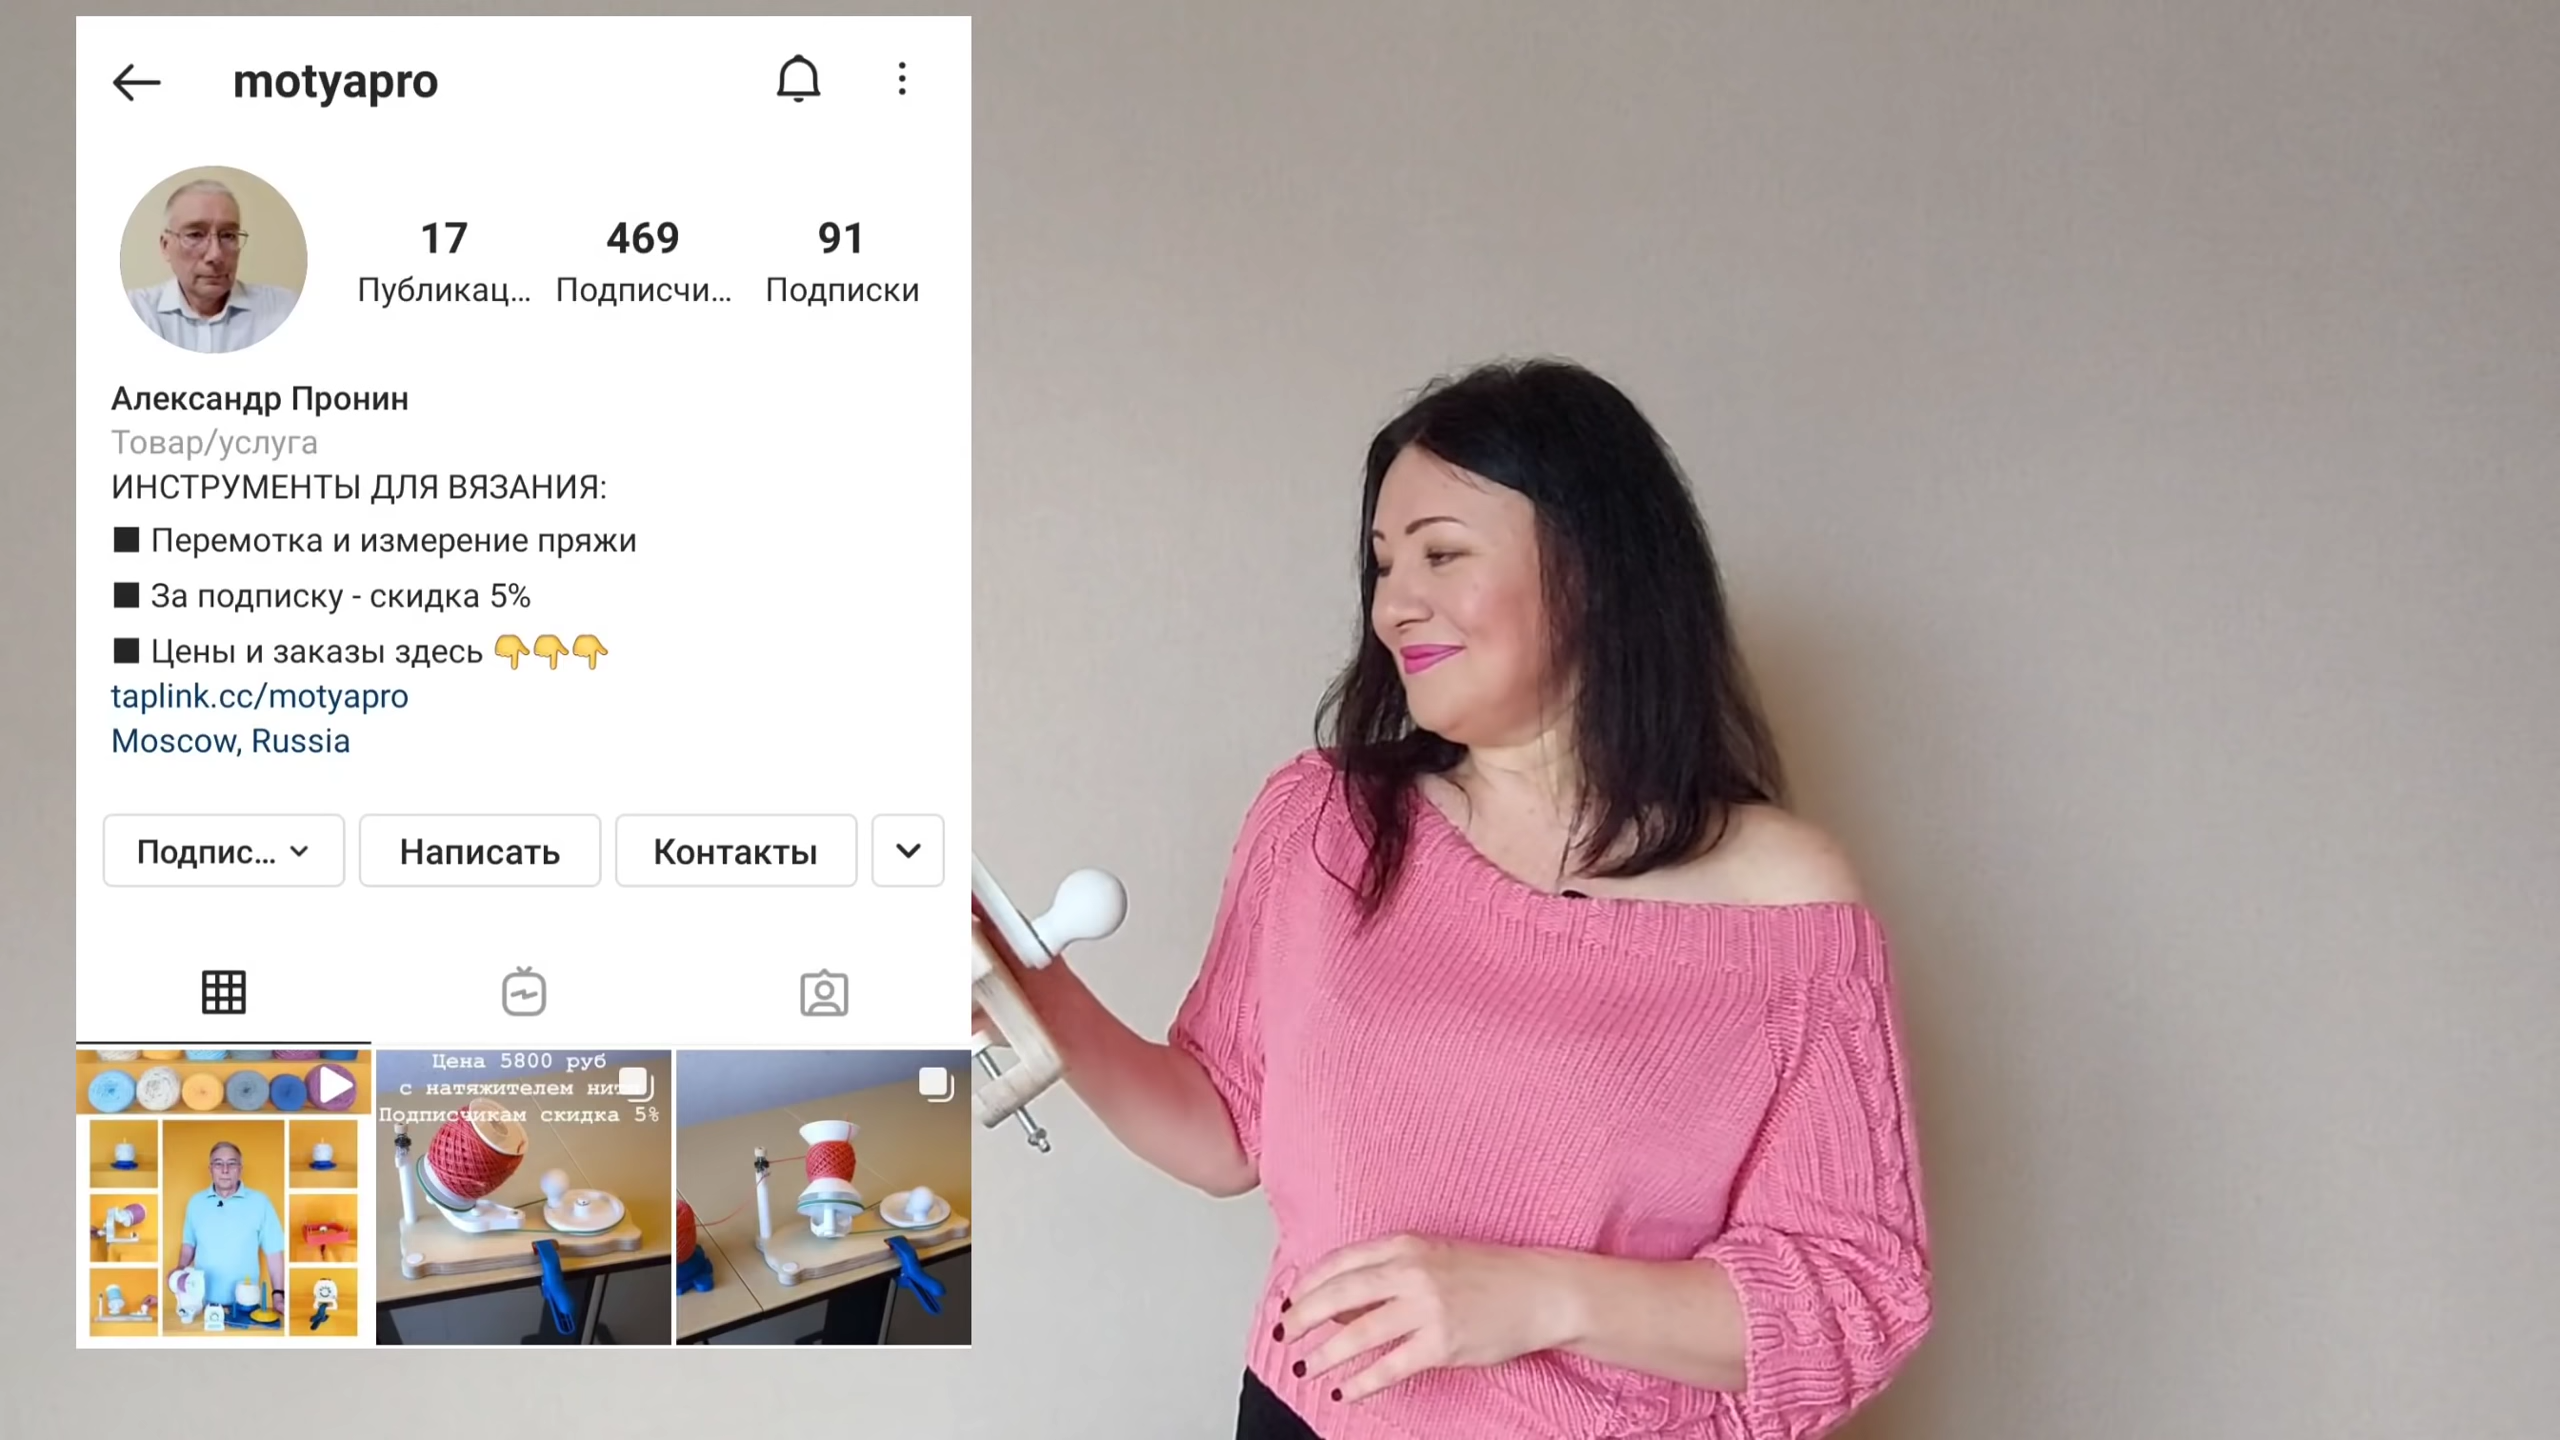 motyapro
17 469 91
Публикац... Подписчи... Подписки
Александр Пронин
Товар/услуга
ИНСТРУМЕНТЫ ДЛЯ ВЯЗАНИЯ:
■ Перемотка и измерение пряжи
■ За подписку - скидка 5%
■ Цены и заказы здесь 👇👇👇
taplink.cc/motyapro
Moscow, Russia
Подпис... Написать Контакты
Цена 5800 руб
с натяжителем нити
Подписчикам скидка 5%